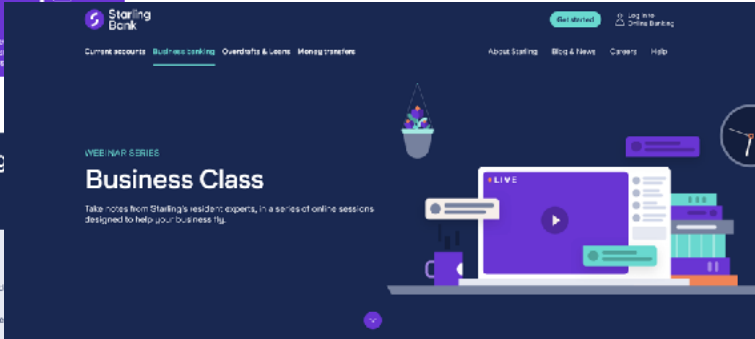 Starling
Bank
Get started
Log in to
Online Banking
Current accounts Business banking Overdrafts & Loans Money transfers
About Starling Blog & News Careers Help
WEBINAR SERIES
Business Class
Take notes from Starling's resident experts, in a series of online sessions
designed to help your business fly.
LIVE